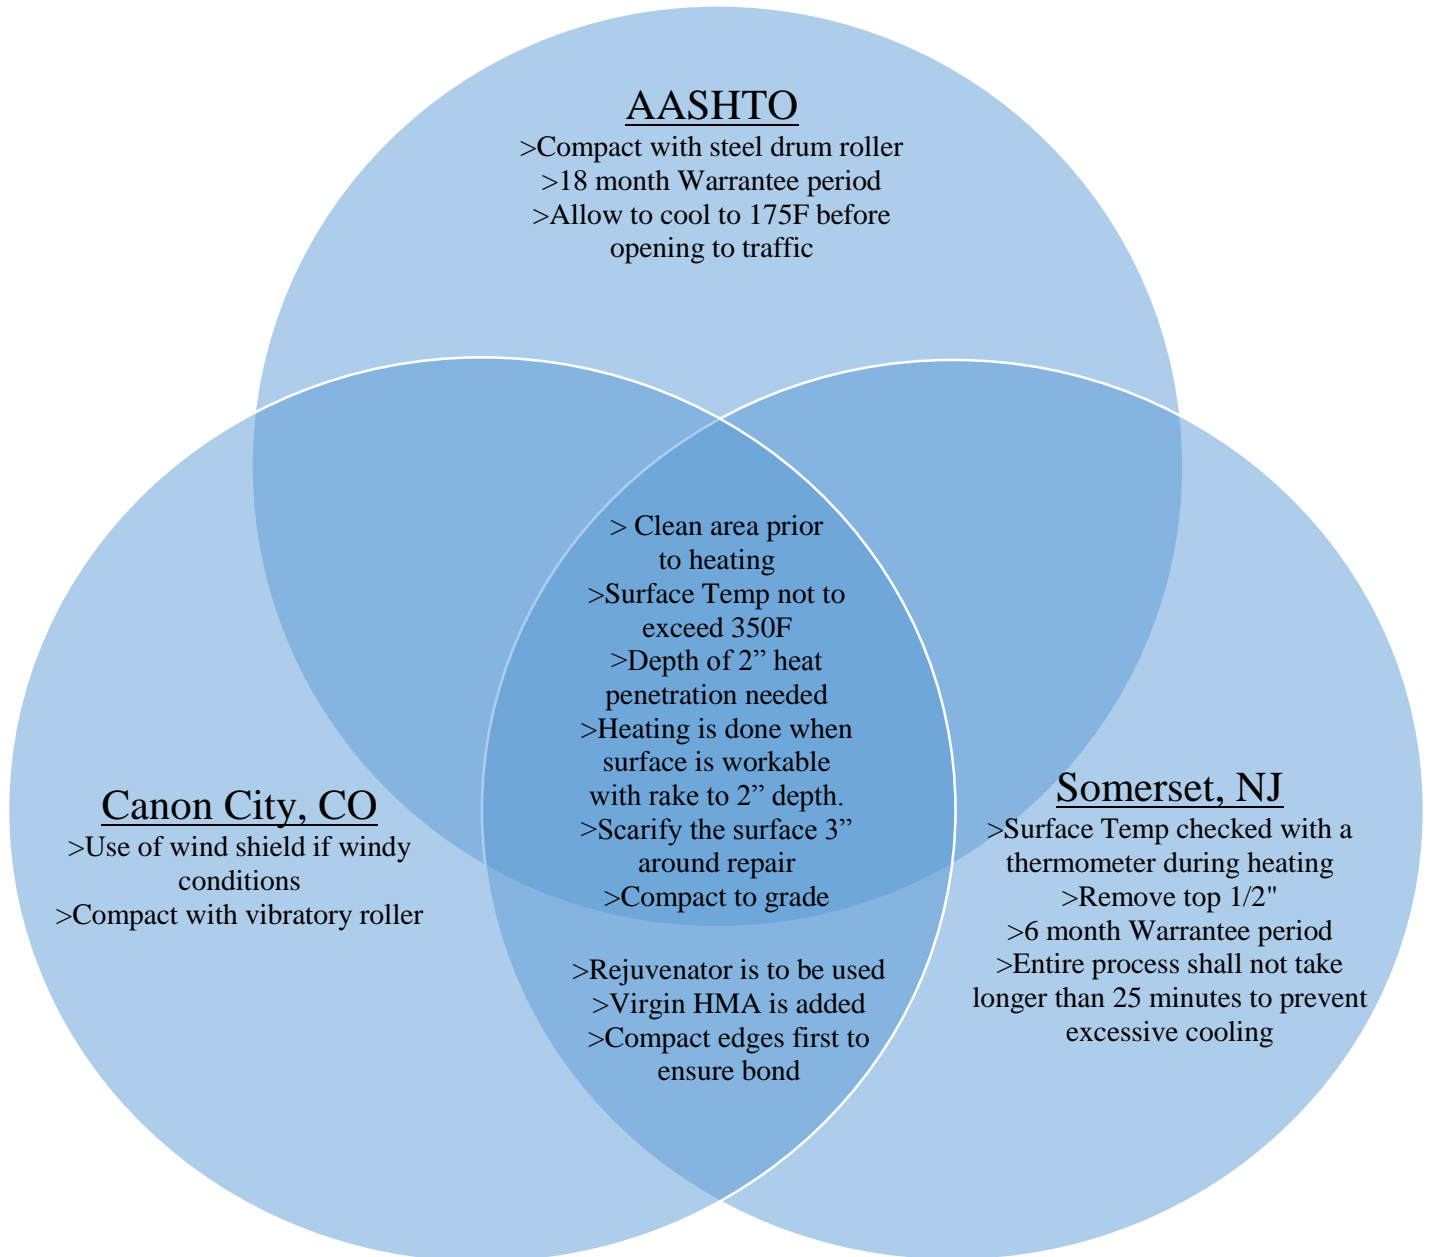 AASHTO
>Compact with steel drum roller
>18 month Warrantee period
>Allow to cool to 175F before
opening to traffic
> Clean area prior
to heating
>Surface Temp not to
exceed 350F
>Depth of 2” heat
penetration needed
>Heating is done when
surface is workable
with rake to 2” depth.
>Scarify the surface 3”
around repair
>Compact to grade
>Rejuvenator is to be used
>Virgin HMA is added
>Compact edges first to
ensure bond
Canon City, CO
>Use of wind shield if windy
conditions
>Compact with vibratory roller
Somerset, NJ
>Surface Temp checked with a
thermometer during heating
>Remove top 1/2"
>6 month Warrantee period
>Entire process shall not take
longer than 25 minutes to prevent
excessive cooling